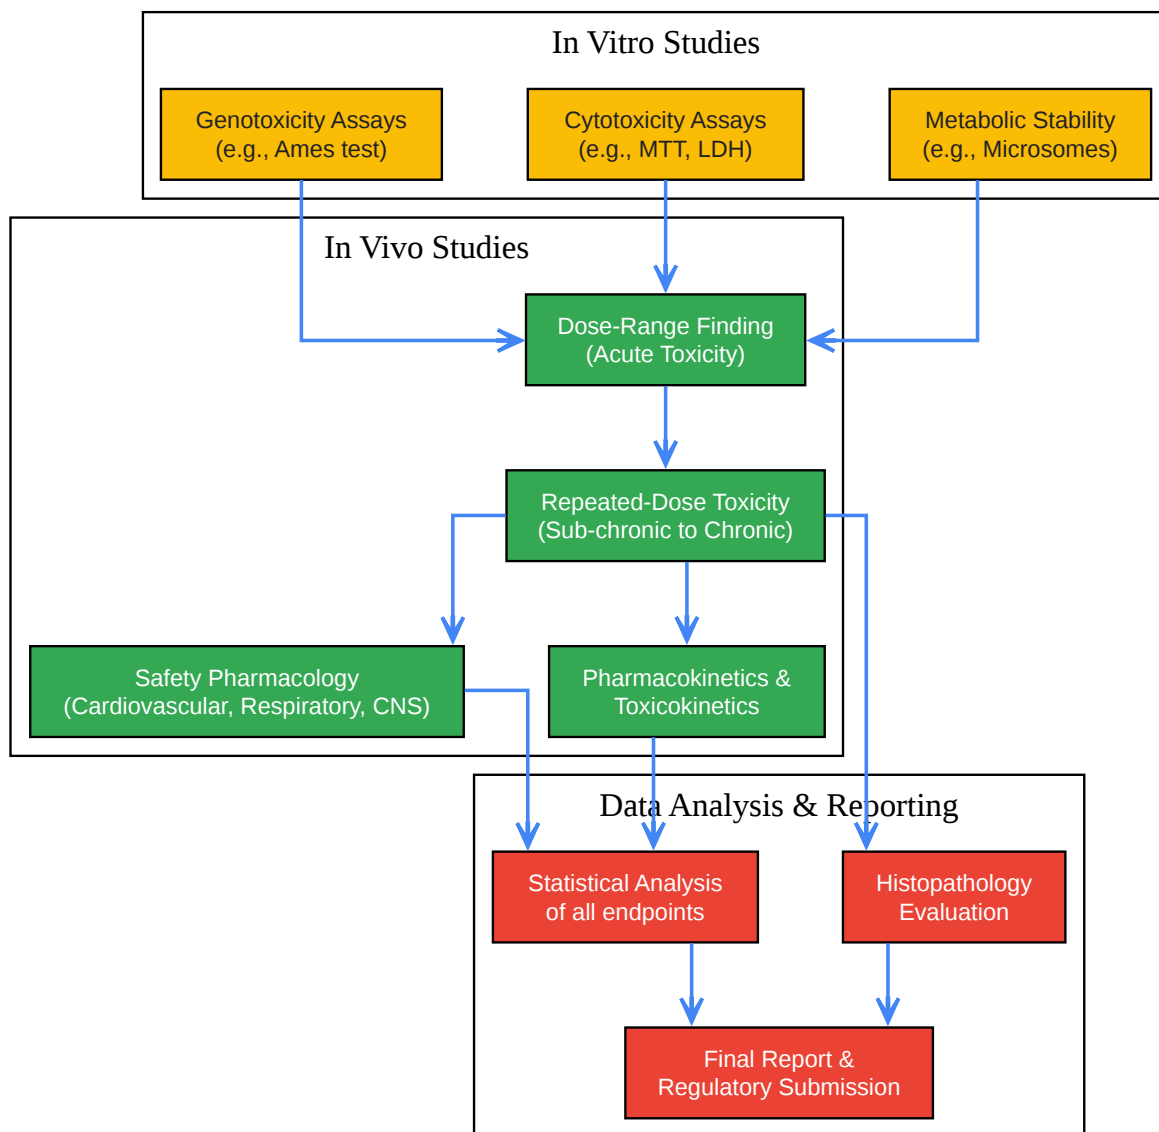 In Vitro Studies
Genotoxicity Assays
(e.g., Ames test)
Cytotoxicity Assays
(e.g., MTT, LDH)
Metabolic Stability
(e.g., Microsomes)
In Vivo Studies
Dose-Range Finding
(Acute Toxicity)
Repeated-Dose Toxicity
(Sub-chronic to Chronic)
Safety Pharmacology
(Cardiovascular, Respiratory, CNS)
Pharmacokinetics &
Toxicokinetics
Data Analysis & Reporting
Statistical Analysis
of all endpoints
Histopathology
Evaluation
Final Report &
Regulatory Submission